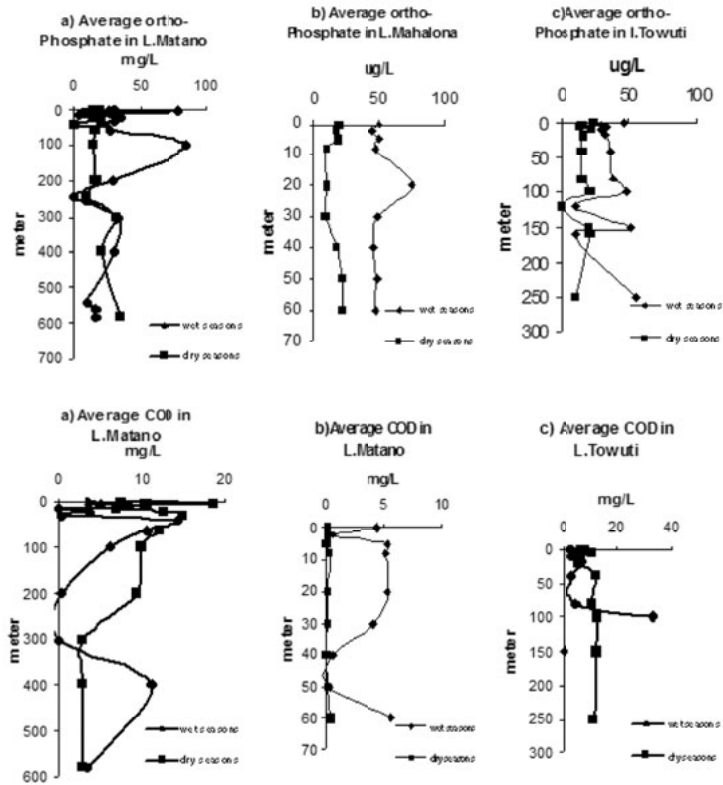 a) Average ortho-
Phosphate in L.Matano
mg/L
0 50 100
0
100
200
300
400
500
600
700
meter
wet seasons
dry seasons
b) Average ortho-
Phosphate in L.Mahalona
ug/L
0 50 100
0
10
20
30
40
50
60
70
meter
wet seasons
dry seasons
c)Average ortho-
Phosphate in l.Towuti
ug/L
0 50 100
0
50
100
150
200
250
300
meter
wet seasons
dry seasons
a) Average COD in
L.Matano
mg/L
0 10 20
0
100
200
300
400
500
600
meter
wet seasons
dry seasons
b)Average COD in
L.Matano
mg/L
0 5 10
0
10
20
30
40
50
60
70
meter
wet seasons
dry seasons
c) Average COD in
L.Towuti
mg/L
0 20 40
0
50
100
150
200
250
300
meter
wet seasons
dryseasons